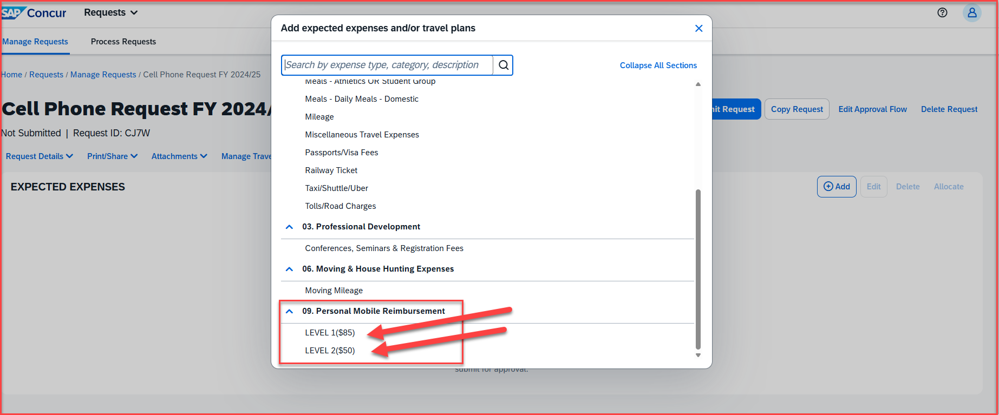 SAP Concur
Requests
Manage Requests
Process Requests
Home / Requests / Manage Requests / Cell Phone Request FY 2024/25
Cell Phone Request FY 2024/
Not Submitted | Request ID: CJ7W
Request Details
Print/Share
Attachments
Manage Trave
EXPECTED EXPENSES
Request
Copy Request
Edit Approval Flow
Delete Request
Add
Edit
Delete
Allocate
Add expected expenses and/or travel plans
Search by expense type, category, description
Collapse All Sections
Meals - Athletics OR Student Group
Meals - Daily Meals - Domestic
Mileage
Miscellaneous Travel Expenses
Passports/Visa Fees
Railway Ticket
Taxi/Shuttle/Uber
Tolls/Road Charges
03. Professional Development
Conferences, Seminars & Registration Fees
06. Moving & House Hunting Expenses
Moving Mileage
09. Personal Mobile Reimbursement
LEVEL 1($85)
LEVEL 2($50)
submit for approval.